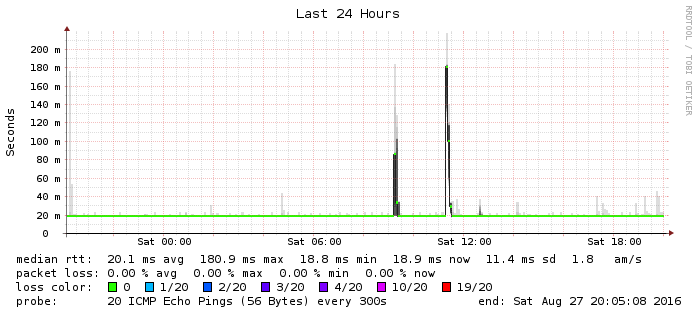 Last 24 Hours
RRDTOOL / TOBI OETIKER
Seconds
200 m
180 m
160 m
140 m
120 m
100 m
80 m
60 m
40 m
20 m
0
Sat 00:00 Sat 06:00 Sat 12:00 Sat 18:00
median rtt: 20.1 ms avg 180.9 ms max 18.8 ms min 18.9 ms now 11.4 ms sd 1.8 am/s
packet loss: 0.00 % avg 0.00 % max 0.00 % min 0.00 % now
loss color: 0 1/20 2/20 3/20 4/20 10/20 19/20
probe: 20 ICMP Echo Pings (56 Bytes) every 300s end: Sat Aug 27 20:05:08 2016